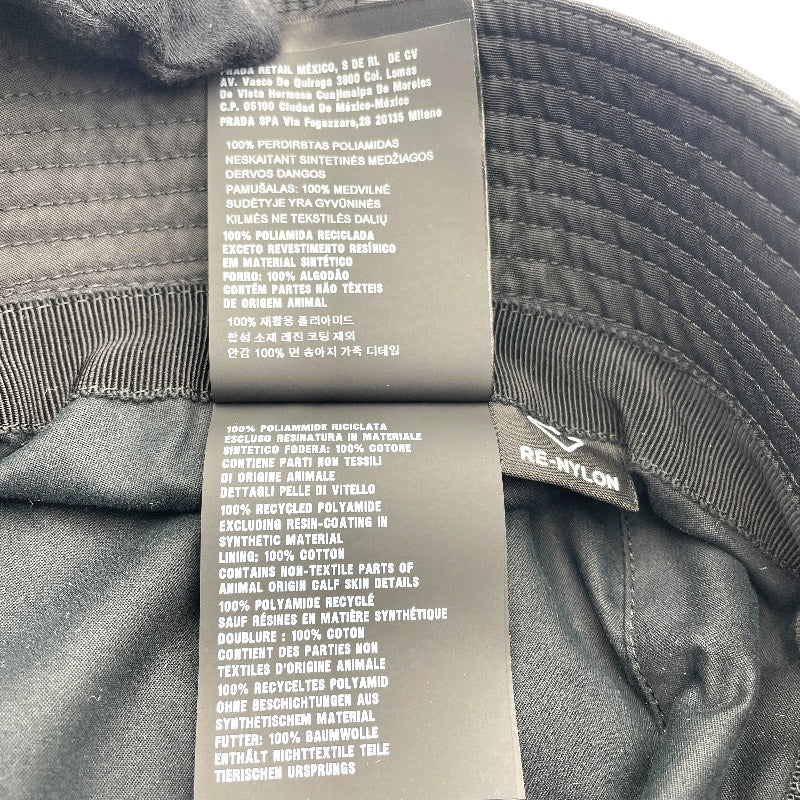 PRADA RETAIL MÉXICO, S DE RL DE CV
AV. Vasco De Quiroga 3800 Col. Lomas
De Vista Hermosa Cuajimalpa De Morelos
C.P. 05100 Ciudad De México-México
PRADA SPA Via Fogazzaro,28 20135 Milano
100% PERDIRBTAS POLIAMIDAS
NESKAITANT SINTETINĖS MEDŽIAGOS
DERVOS DANGOS
PAMUŠALAS: 100% MEDVILNĖ
SUDĖTYJE YRA GYVŪNINĖS
KILMĖS NE TEKSTILĖS DALIŲ
100% POLIAMIDA RECICLADA
EXCETO REVESTIMENTO RESÍNICO
EM MATERIAL SINTÉTICO
FORRO: 100% ALGODÃO
CONTÉM PARTES NÃO TÊXTEIS
DE ORIGEM ANIMAL
100% 재활용 폴리아미드
합성 소재 레진 코팅 제외
안감 100% 면 송아지 가죽 디테일
100% POLIAMMIDE RICICLATA
ESCLUSO RESINATURA IN MATERIALE
SINTETICO FODERA: 100% COTONE
CONTIENE PARTI NON TESSILI
DI ORIGINE ANIMALE
DETTAGLI PELLE DI VITELLO
100% RECYCLED POLYAMIDE
EXCLUDING RESIN-COATING IN
SYNTHETIC MATERIAL
LINING: 100% COTTON
CONTAINS NON-TEXTILE PARTS OF
ANIMAL ORIGIN CALF SKIN DETAILS
100% POLYAMIDE RECYCLÉ
SAUF RÉSINES EN MATIÈRE SYNTHÉTIQUE
DOUBLURE : 100% COTON
CONTIENT DES PARTIES NON
TEXTILES D'ORIGINE ANIMALE
100% RECYCELTES POLYAMID
OHNE BESCHICHTUNGEN AUS
SYNTHETISCHEM MATERIAL
FUTTER: 100% BAUMWOLLE
ENTHÄLT NICHTTEXTILE TEILE
TIERISCHEN URSPRUNGS
RE-NYLON